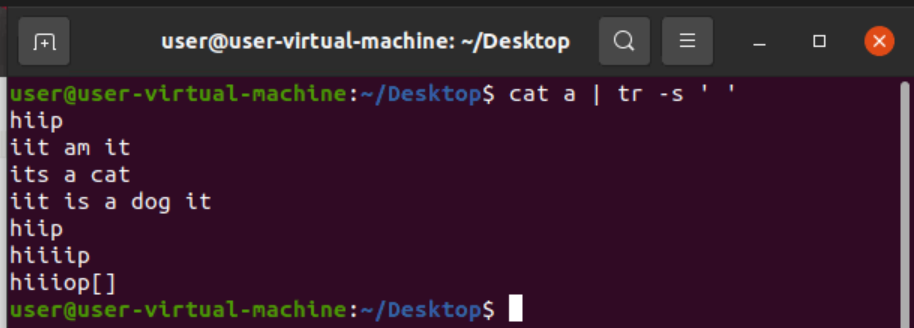 user@user-virtual-machine: ~/Desktop
user@user-virtual-machine:~/Desktop$ cat a | tr -s ' '
hiip
iit am it
its a cat
iit is a dog it
hiip
hiiiip
hiiiop[]
user@user-virtual-machine:~/Desktop$